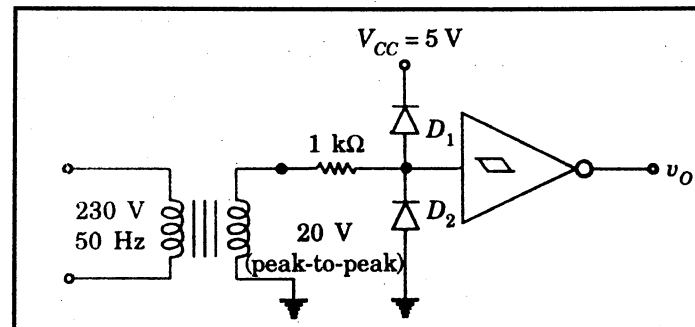 V_CC = 5 V
1 kΩ
D_1
v_O
230 V
50 Hz
D_2
20 V
(peak-to-peak)